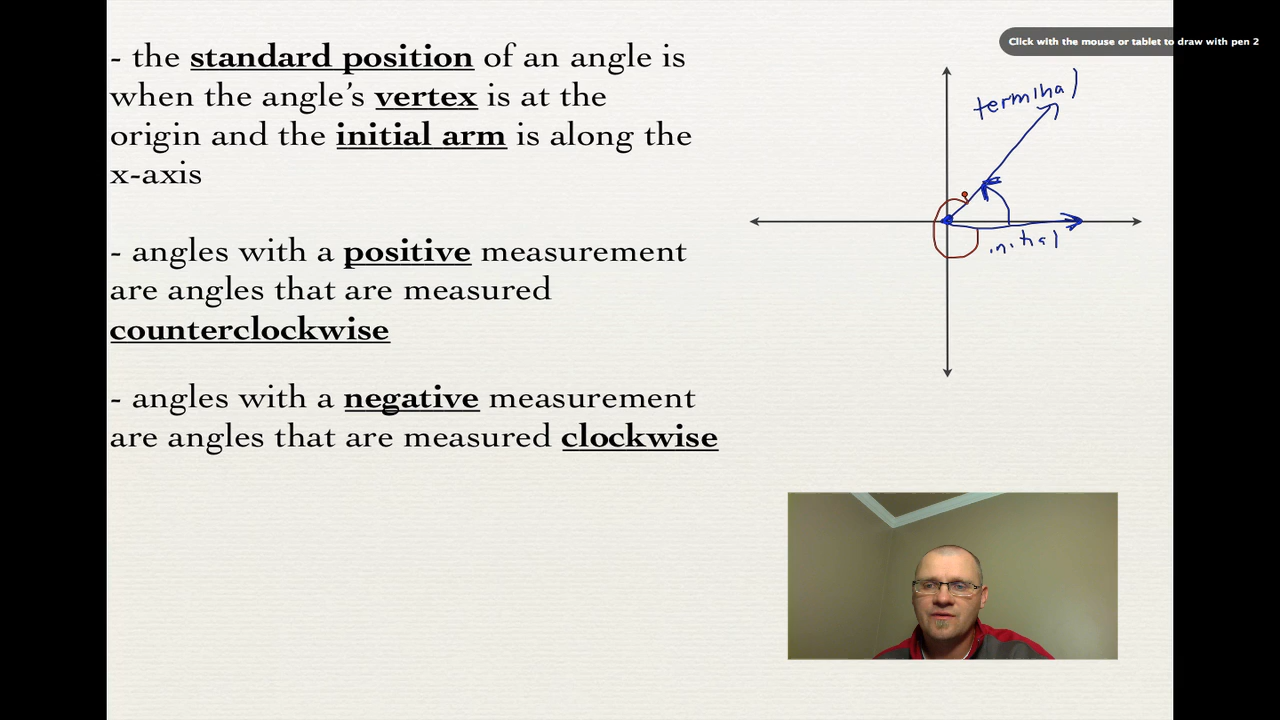 - the standard position of an angle is
when the angle's vertex is at the
origin and the initial arm is along the
x-axis
- angles with a positive measurement
are angles that are measured
counterclockwise
- angles with a negative measurement
are angles that are measured clockwise
Click with the mouse or tablet to draw with pen 2
terminal
initial